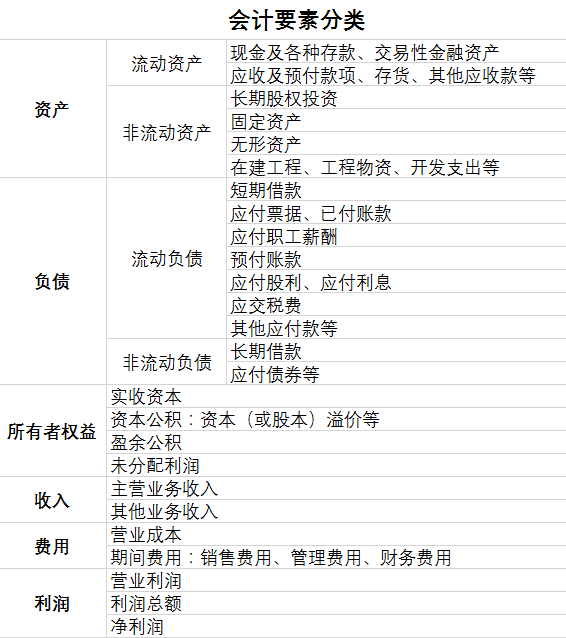 会计要素分类
资产
流动资产
现金及各种存款、交易性金融资产
应收及预付款项、存货、其他应收款等
非流动资产
长期股权投资
固定资产
无形资产
在建工程、工程物资、开发支出等
负债
流动负债
短期借款
应付票据、已付账款
应付职工薪酬
预付账款
应付股利、应付利息
应交税费
其他应付款等
非流动负债
长期借款
应付债券等
所有者权益
实收资本
资本公积：资本（或股本）溢价等
盈余公积
未分配利润
收入
主营业务收入
其他业务收入
费用
营业成本
期间费用：销售费用、管理费用、财务费用
利润
营业利润
利润总额
净利润